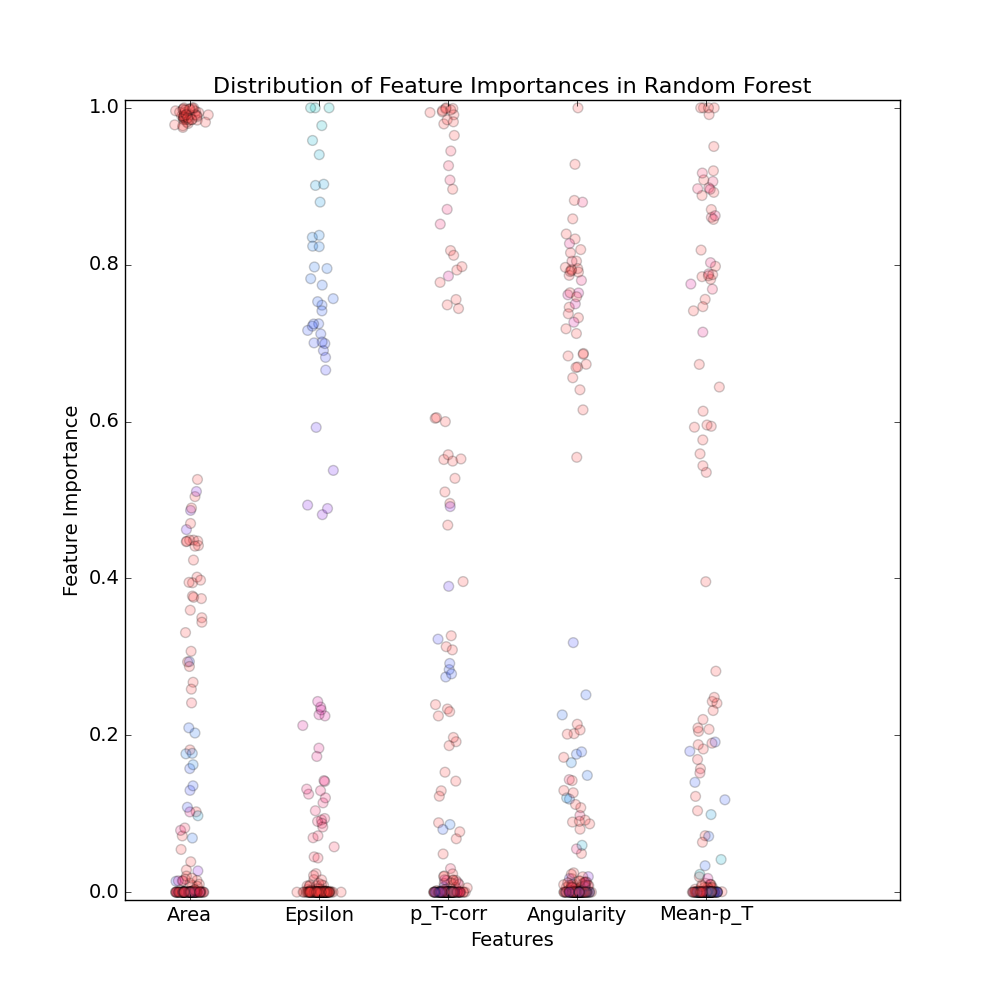 Distribution of Feature Importances in Random Forest
1.0
0.8
0.6
0.4
0.2
0.0
Feature Importance
Area Epsilon p_T-corr Angularity Mean-p_T
Features